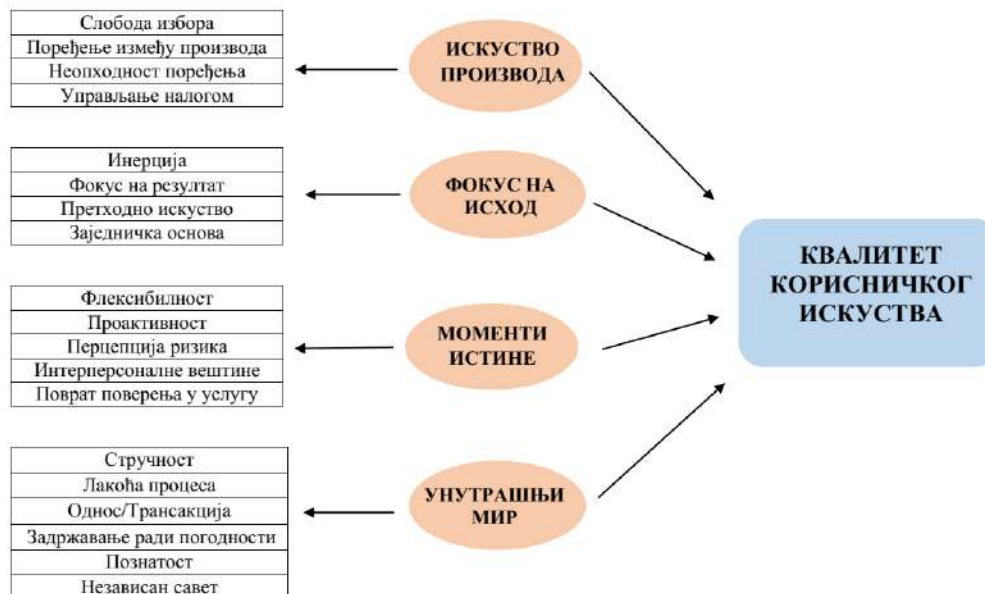 Слобода избора
Поређење између производа
Неопходност поређења
Управљање налогом
ИСКУСТВО
ПРОИЗВОДА
Инерција
Фокус на резултат
Претходно искуство
Заједничка основа
ФОКУС НА
ИСХОД
КВАЛИТЕТ
КОРИСНИЧКОГ
ИСКУСТВА
Флексибилност
Проактивност
Перцепција ризика
Интерперсоналне вештине
Поврат поверења у услугу
МОМЕНТИ
ИСТИНЕ
Стручност
Лакоћа процеса
Однос/Трансакција
Задржавање ради погодности
Познатост
Независан савет
УНУТРАШЊИ
МИР